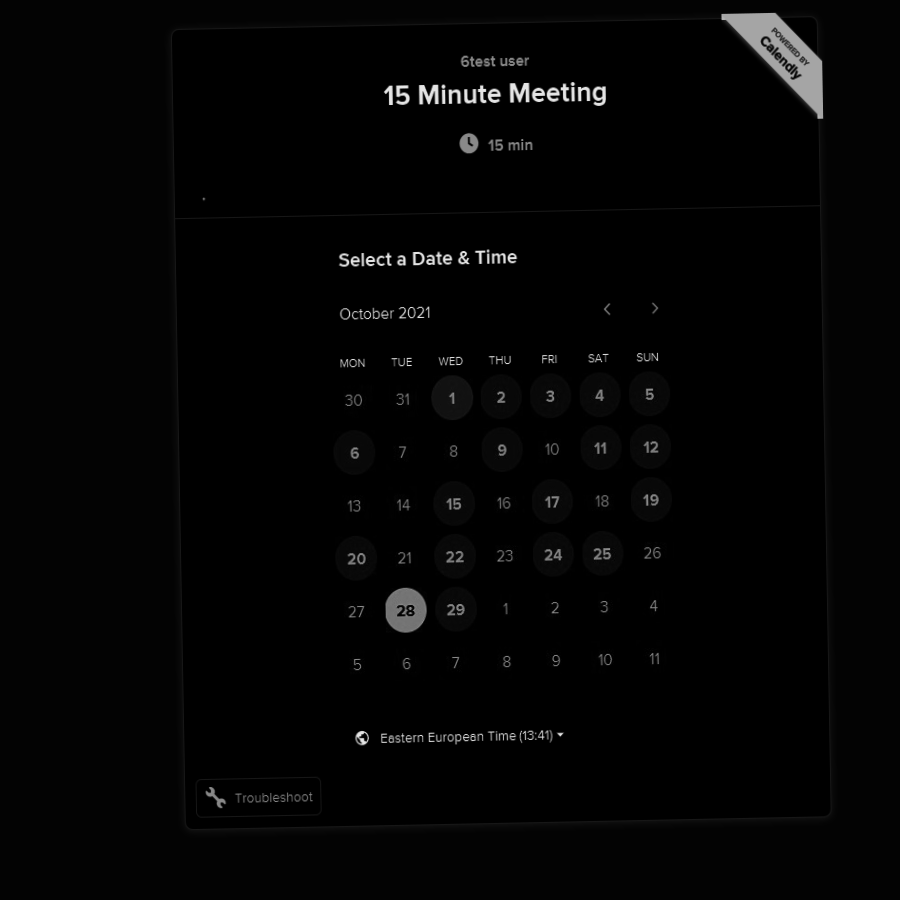 POWERED BY
Calendly
6test user
15 Minute Meeting
15 min
Select a Date & Time
October 2021
MON TUE WED THU FRI SAT SUN
30 31 1 2 3 4 5
6 7 8 9 10 11 12
13 14 15 16 17 18 19
20 21 22 23 24 25 26
27 28 29 1 2 3 4
5 6 7 8 9 10 11
Eastern European Time (13:41)
Troubleshoot